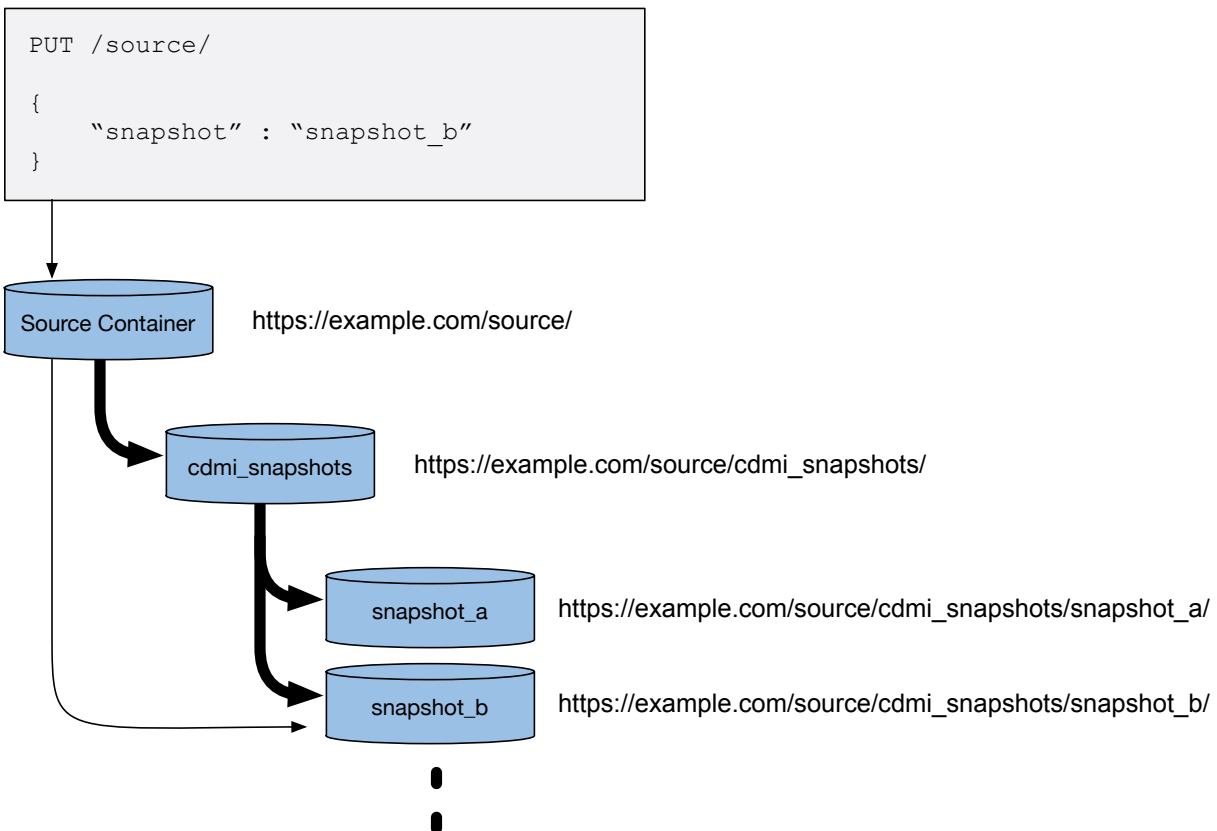 PUT /source/
{
“snapshot” : “snapshot_b”
}
Source Container
https://example.com/source/
cdmi_snapshots
https://example.com/source/cdmi_snapshots/
snapshot_a
https://example.com/source/cdmi_snapshots/snapshot_a/
snapshot_b
https://example.com/source/cdmi_snapshots/snapshot_b/